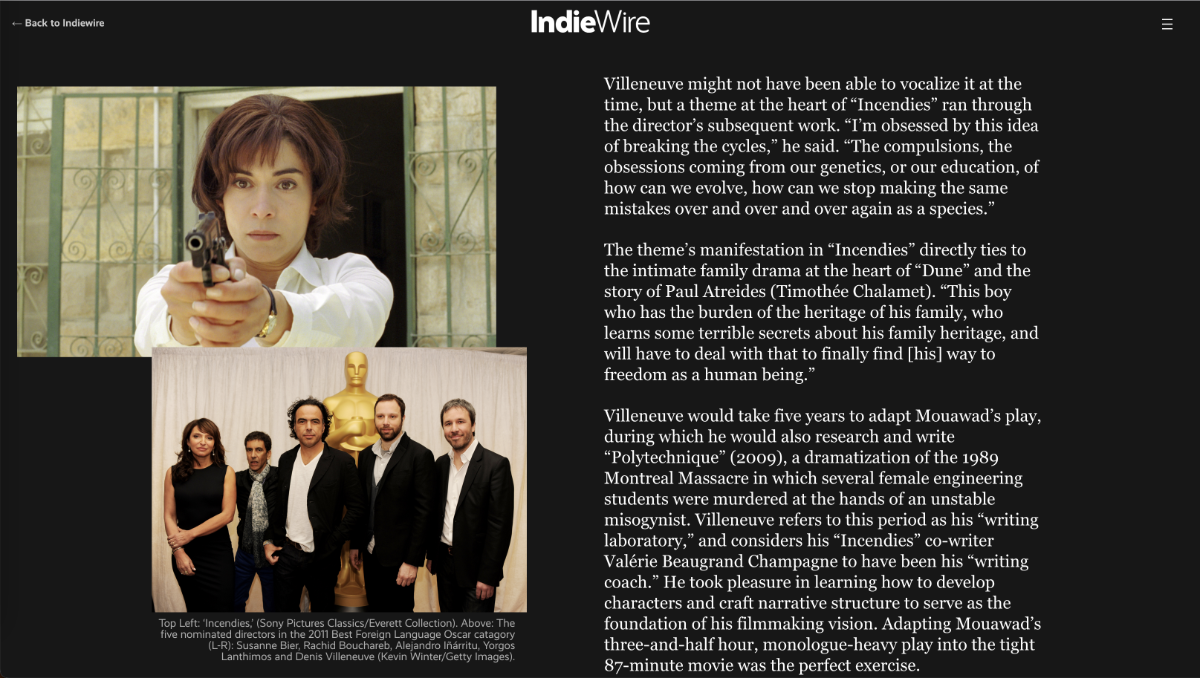 ← Back to Indiewire
IndieWire
Villeneuve might not have been able to vocalize it at the
time, but a theme at the heart of “Incendies” ran through
the director’s subsequent work. “I’m obsessed by this idea
of breaking the cycles,” he said. “The compulsions, the
obsessions coming from our genetics, or our education, of
how can we evolve, how can we stop making the same
mistakes over and over and over again as a species.”
The theme’s manifestation in “Incendies” directly ties to
the intimate family drama at the heart of “Dune” and the
story of Paul Atreides (Timothée Chalamet). “This boy
who has the burden of the heritage of his family, who
learns some terrible secrets about his family heritage, and
will have to deal with that to finally find [his] way to
freedom as a human being.”
Villeneuve would take five years to adapt Mouawad’s play,
during which he would also research and write
“Polytechnique” (2009), a dramatization of the 1989
Montreal Massacre in which several female engineering
students were murdered at the hands of an unstable
misogynist. Villeneuve refers to this period as his “writing
laboratory,” and considers his “Incendies” co-writer
Valérie Beaugrand Champagne to have been his “writing
coach.” He took pleasure in learning how to develop
characters and craft narrative structure to serve as the
foundation of his filmmaking vision. Adapting Mouawad’s
three-and-half hour, monologue-heavy play into the tight
87-minute movie was the perfect exercise.
Top Left: ‘Incendies,’ (Sony Pictures Classics/Everett Collection). Above: The
five nominated directors in the 2011 Best Foreign Language Oscar catagory
(L-R): Susanne Bier, Rachid Bouchareb, Alejandro Iñárritu, Yorgos
Lanthimos and Denis Villeneuve (Kevin Winter/Getty Images).